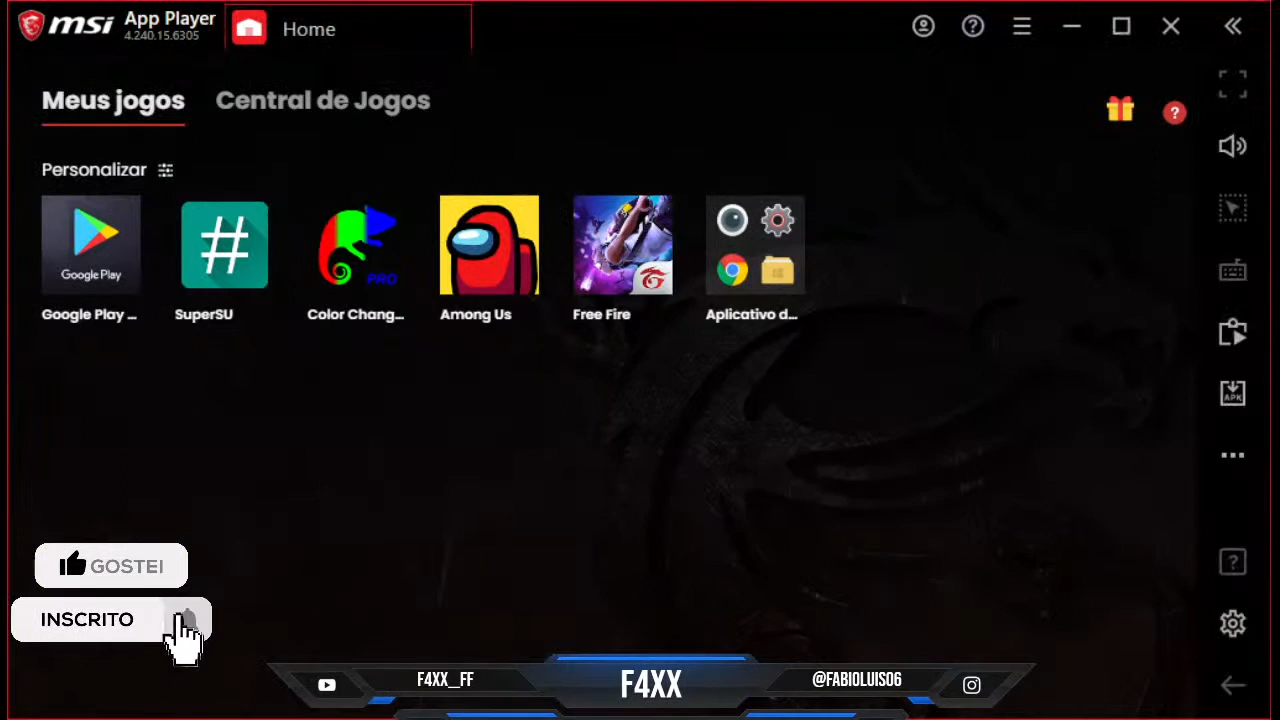 msi App Player
4.240.15.6305
Home
Meus jogos Central de Jogos
?
Personalizar
Google Play
PRO
Google Play ...
SuperSU
Color Chang...
Among Us
Free Fire
Aplicativo d...
APK
GOSTEI
INSCRITO
F4XX_FF
F4XX
@FABIOLUIS06